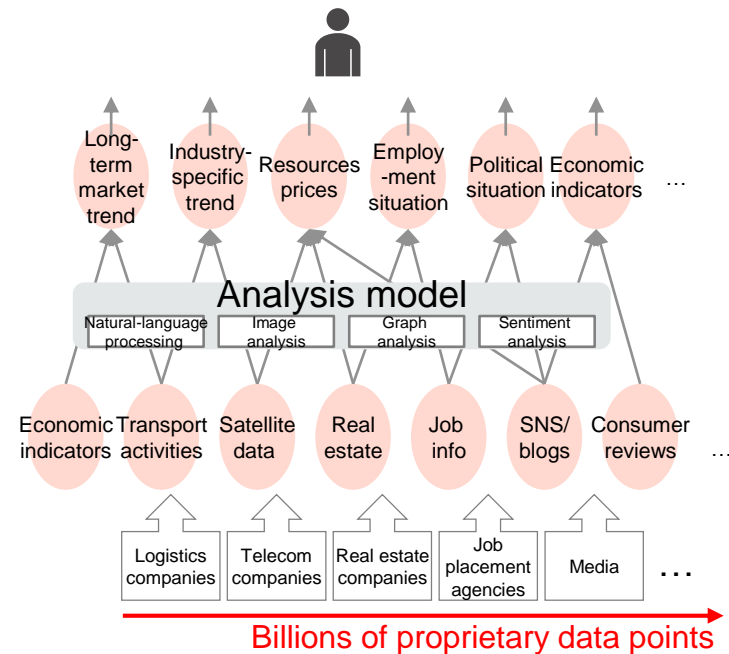 Long-
term
market
trend
Industry-
specific
trend
Resources
prices
Employ
-ment
situation
Political
situation
Economic
indicators
...
Analysis model
Natural-language
processing
Image
analysis
Graph
analysis
Sentiment
analysis
Economic
indicators
Transport
activities
Satellite
data
Real
estate
Job
info
SNS/
blogs
Consumer
reviews
...
Logistics
companies
Telecom
companies
Real estate
companies
Job
placement
agencies
Media
...
Billions of proprietary data points